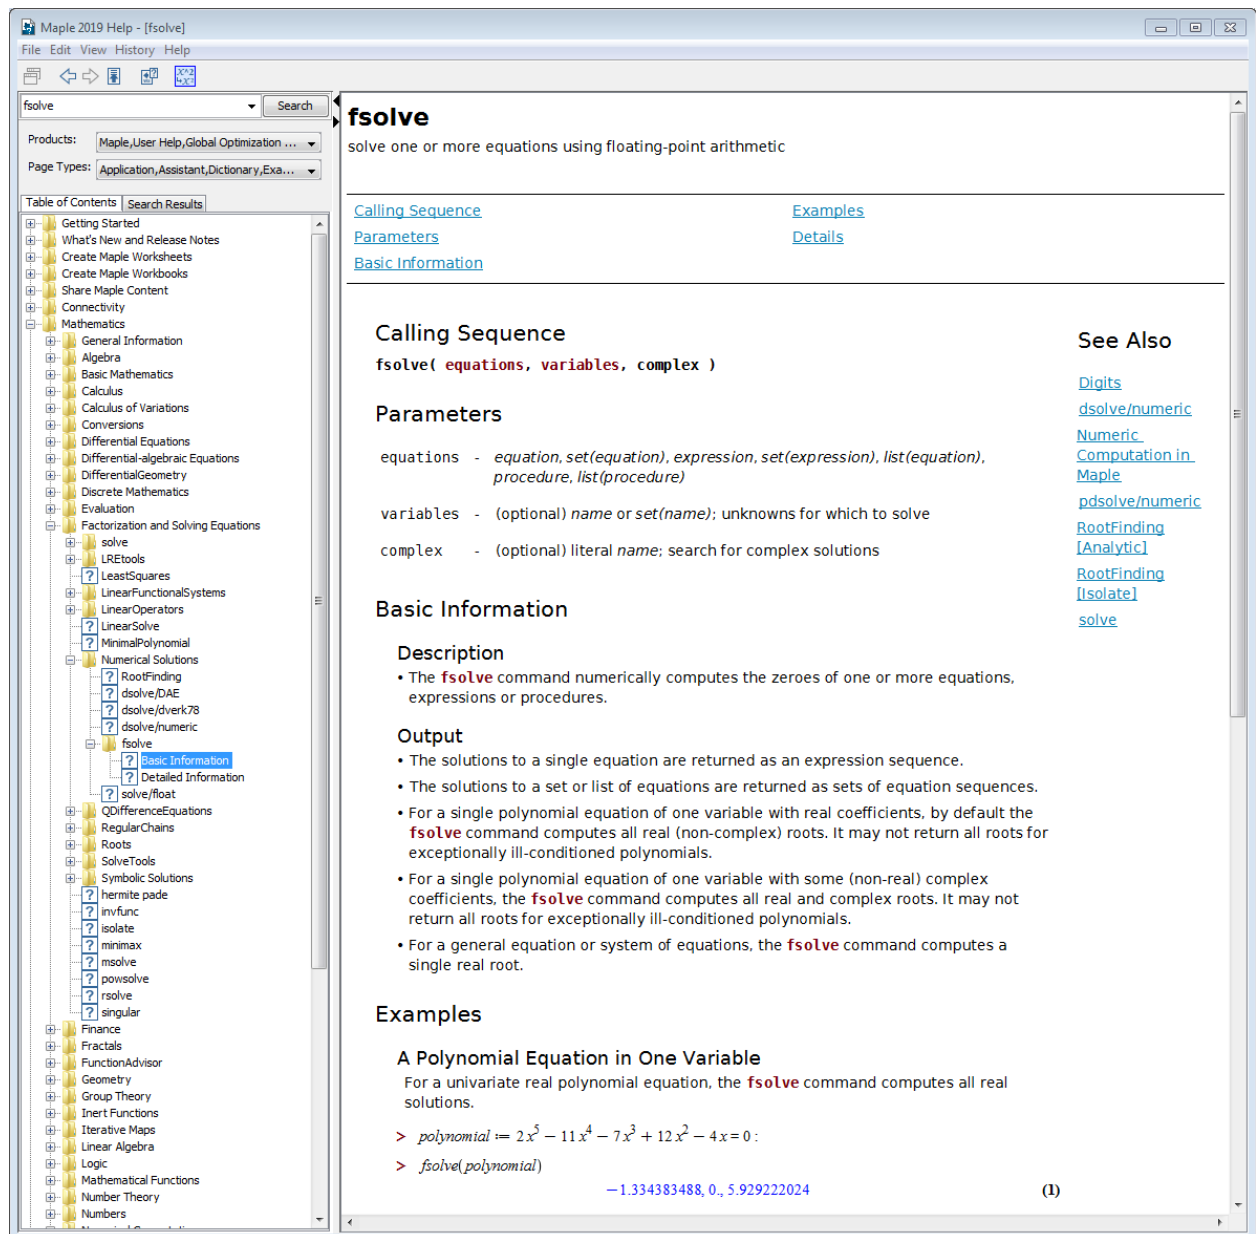 Maple 2019 Help - [fsolve]
File Edit View History Help
fsolve
Search
Products: Maple,User Help,Global Optimization ...
Page Types: Application,Assistant,Dictionary,Exa...
Table of Contents Search Results
Getting Started
What's New and Release Notes
Create Maple Worksheets
Create Maple Workbooks
Share Maple Content
Connectivity
Mathematics
General Information
Algebra
Basic Mathematics
Calculus
Calculus of Variations
Conversions
Differential Equations
Differential-algebraic Equations
DifferentialGeometry
Discrete Mathematics
Evaluation
Factorization and Solving Equations
solve
LREtools
LeastSquares
LinearFunctionalSystems
LinearOperators
LinearSolve
MinimalPolynomial
Numerical Solutions
RootFinding
dsolve/DAE
dsolve/dverk78
dsolve/numeric
fsolve
Basic Information
Detailed Information
solve/float
QDifferenceEquations
RegularChains
Roots
SolveTools
Symbolic Solutions
hermite pade
invfunc
isolate
minimax
msolve
powsolve
rsolve
singular
Finance
Fractals
FunctionAdvisor
Geometry
Group Theory
Inert Functions
Iterative Maps
Linear Algebra
Logic
Mathematical Functions
Number Theory
Numbers
fsolve
solve one or more equations using floating-point arithmetic
Calling Sequence Examples
Parameters Details
Basic Information
Calling Sequence
fsolve( equations, variables, complex )
Parameters
equations - equation, set(equation), expression, set(expression), list(equation),
procedure, list(procedure)
variables - (optional) name or set(name); unknowns for which to solve
complex - (optional) literal name; search for complex solutions
Basic Information
Description
• The fsolve command numerically computes the zeroes of one or more equations,
expressions or procedures.
Output
• The solutions to a single equation are returned as an expression sequence.
• The solutions to a set or list of equations are returned as sets of equation sequences.
• For a single polynomial equation of one variable with real coefficients, by default the
fsolve command computes all real (non-complex) roots. It may not return all roots for
exceptionally ill-conditioned polynomials.
• For a single polynomial equation of one variable with some (non-real) complex
coefficients, the fsolve command computes all real and complex roots. It may not
return all roots for exceptionally ill-conditioned polynomials.
• For a general equation or system of equations, the fsolve command computes a
single real root.
Examples
A Polynomial Equation in One Variable
For a univariate real polynomial equation, the fsolve command computes all real
solutions.
> polynomial := 2 x^5 − 11 x^4 − 7 x^3 + 12 x^2 − 4 x = 0 :
> fsolve(polynomial)
−1.334383488, 0., 5.929222024 (1)
See Also
Digits
dsolve/numeric
Numeric
Computation in
Maple
pdsolve/numeric
RootFinding
[Analytic]
RootFinding
[Isolate]
solve